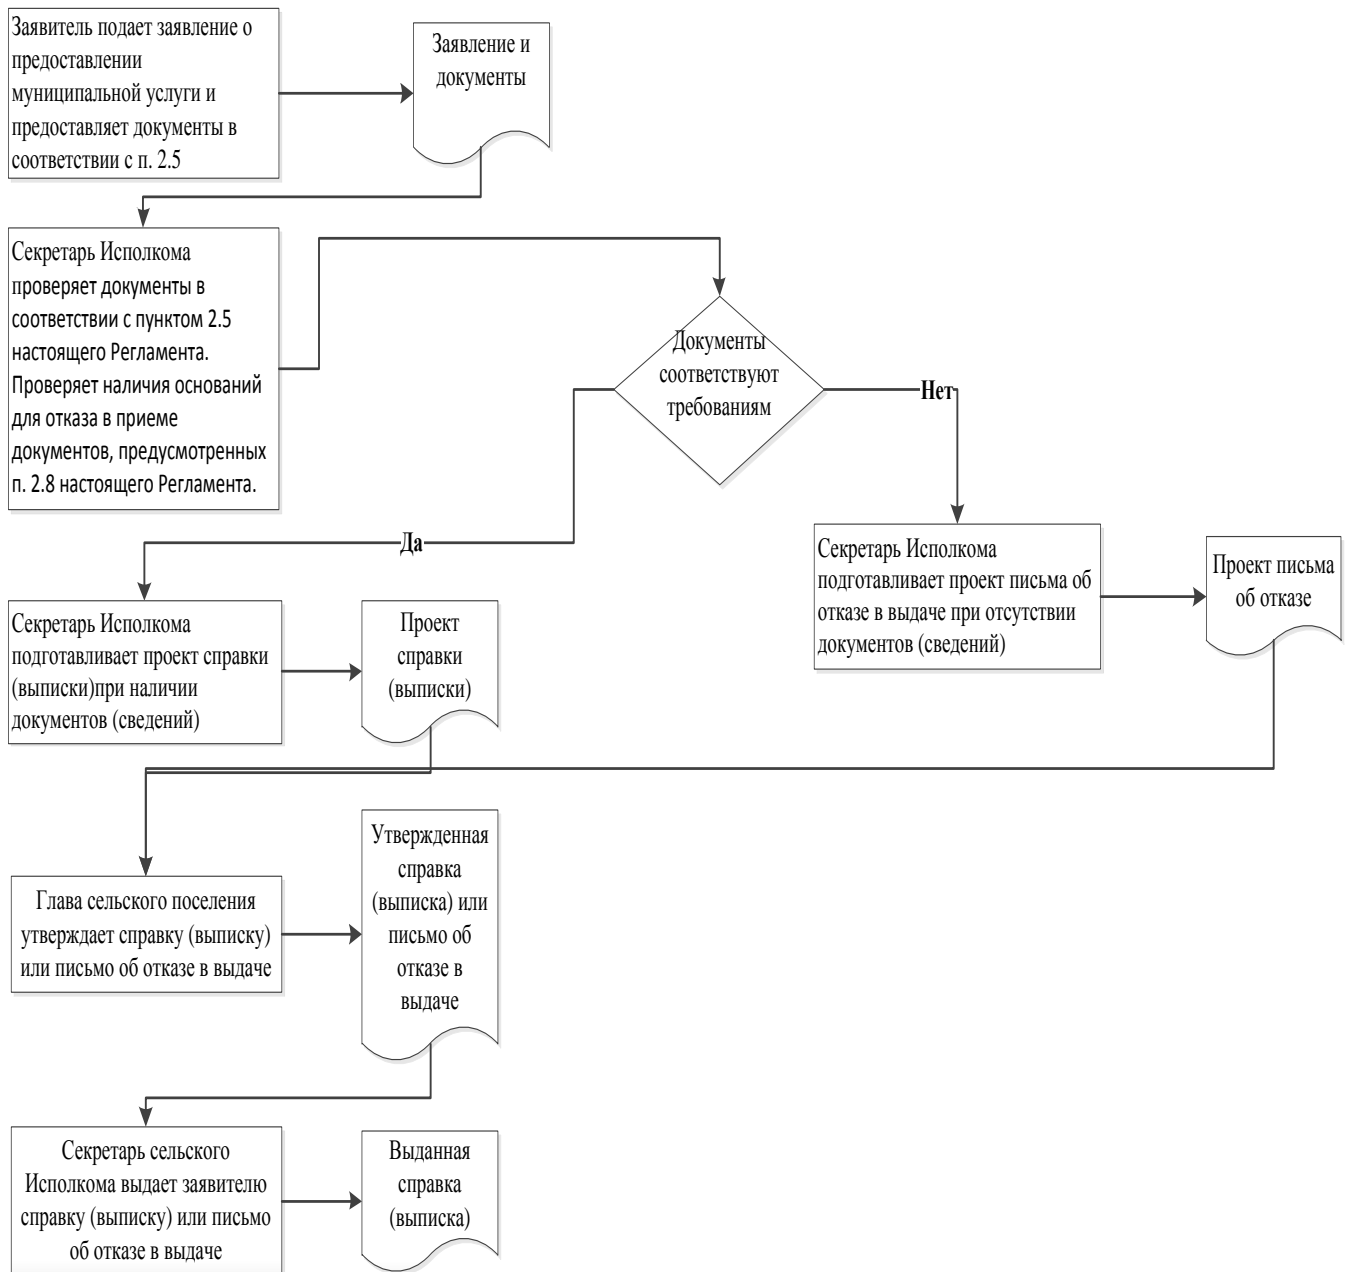 Заявитель подает заявление о
предоставлении
муниципальной услуги и
предоставляет документы в
соответствии с п. 2.5
Заявление и
документы
Секретарь Исполкома
проверяет документы в
соответствии с пунктом 2.5
настоящего Регламента.
Проверяет наличия оснований
для отказа в приеме
документов, предусмотренных
п. 2.8 настоящего Регламента.
Документы
соответствуют
требованиям
Нет
Да
Секретарь Исполкома
подготавливает проект письма об
отказе в выдаче при отсутствии
документов (сведений)
Проект письма
об отказе
Секретарь Исполкома
подготавливает проект справки
(выписки)при наличии
документов (сведений)
Проект
справки
(выписки)
Глава сельского поселения
утверждает справку (выписку)
или письмо об отказе в выдаче
Утвержденная
справка
(выписка) или
письмо об
отказе в
выдаче
Секретарь сельского
Исполкома выдает заявителю
справку (выписку) или письмо
об отказе в выдаче
Выданная
справка
(выписка)